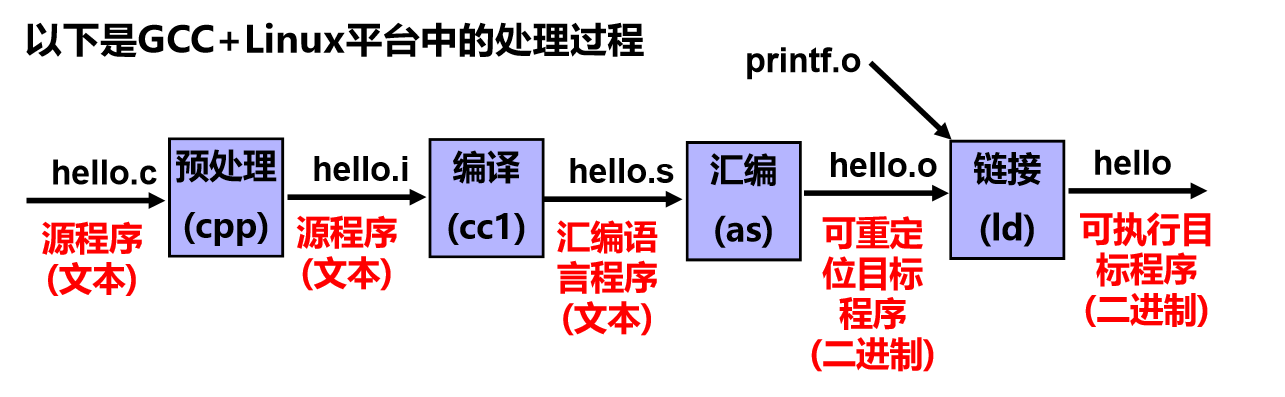 以下是GCC+Linux平台中的处理过程
printf.o
hello.c
源程序
(文本)
预处理
(cpp)
hello.i
源程序
(文本)
编译
(cc1)
hello.s
汇编语
言程序
(文本)
汇编
(as)
hello.o
可重定
位目标
程序
(二进制)
链接
(ld)
hello
可执行目
标程序
(二进制)